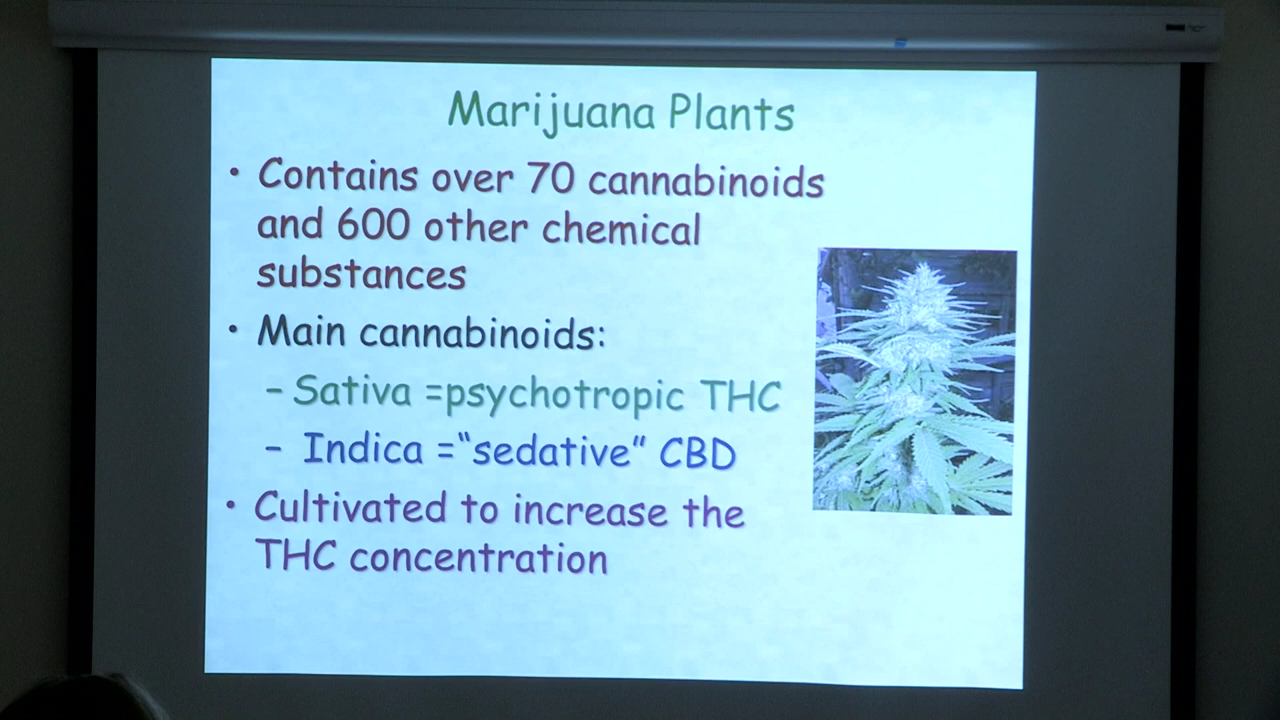 Marijuana Plants
• Contains over 70 cannabinoids
and 600 other chemical
substances
• Main cannabinoids:
– Sativa =psychotropic THC
– Indica =“sedative” CBD
• Cultivated to increase the
THC concentration